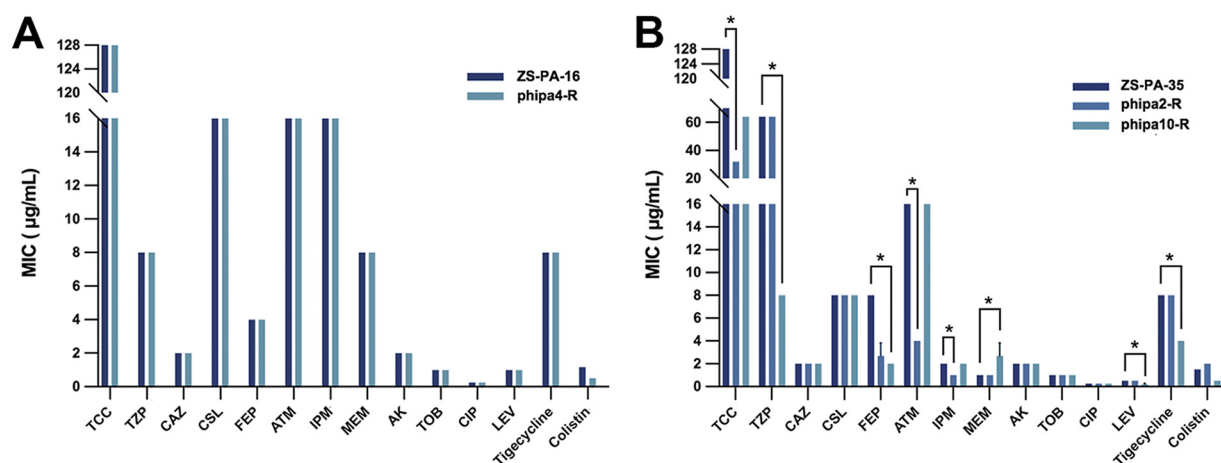 A
MIC ( µg/mL)
128
124
120
16
14
12
10
8
6
4
2
0
ZS-PA-16
phipa4-R
TCC
TZP
CAZ
CSL
FEP
ATM
IPM
MEM
AK
TOB
CIP
LEV
Tigecycline
Colistin
B
MIC ( µg/mL)
128
124
120
60
40
20
16
14
12
10
8
6
4
2
0
*
*
*
*
*
*
*
*
ZS-PA-35
phipa2-R
phipa10-R
TCC
TZP
CAZ
CSL
FEP
ATM
IPM
MEM
AK
TOB
CIP
LEV
Tigecycline
Colistin